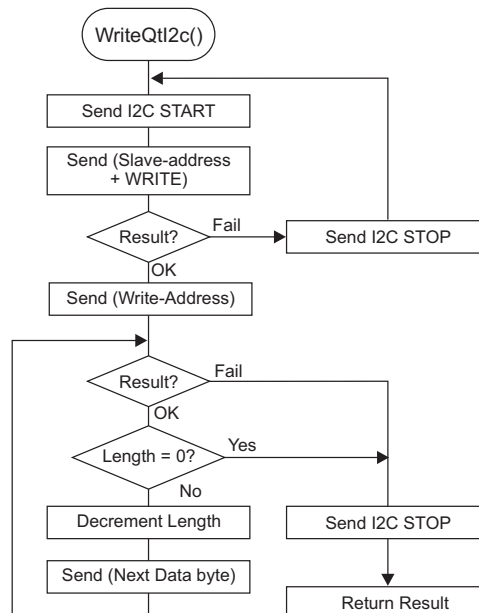 WriteQtI2c()
Send I2C START
Send (Slave-address
+ WRITE)
Result?
Fail
Send I2C STOP
OK
Send (Write-Address)
Result?
Fail
OK
Length = 0?
Yes
No
Decrement Length
Send I2C STOP
Send (Next Data byte)
Return Result